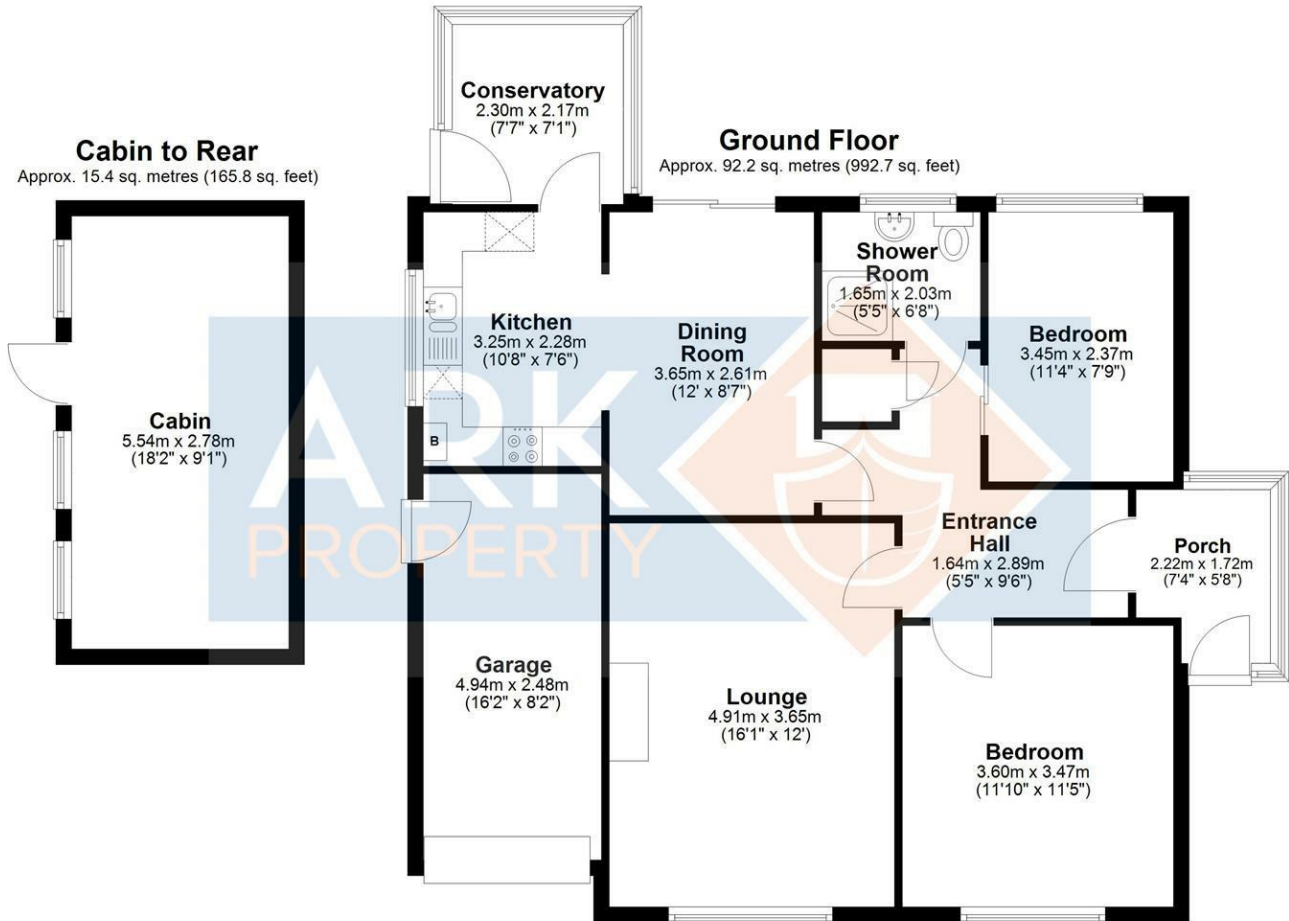 Conservatory
2.30m x 2.17m
(7'7" x 7'1")
Cabin to Rear
Approx. 15.4 sq. metres (165.8 sq. feet)
Ground Floor
Approx. 92.2 sq. metres (992.7 sq. feet)
Kitchen
3.25m x 2.28m
(10'8" x 7'6")
Dining
Room
3.65m x 2.61m
(12' x 8'7")
Shower
Room
1.65m x 2.03m
(5'5" x 6'8")
Bedroom
3.45m x 2.37m
(11'4" x 7'9")
Cabin
5.54m x 2.78m
(18'2" x 9'1")
B
ARK
PROPERTY
Entrance
Hall
1.64m x 2.89m
(5'5" x 9'6")
Porch
2.22m x 1.72m
(7'4" x 5'8")
Garage
4.94m x 2.48m
(16'2" x 8'2")
Lounge
4.91m x 3.65m
(16'1" x 12')
Bedroom
3.60m x 3.47m
(11'10" x 11'5")